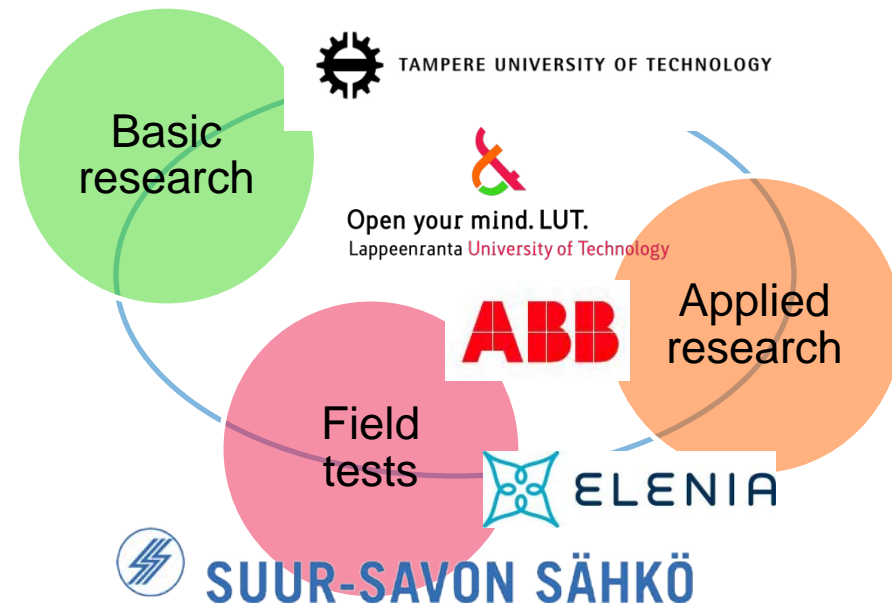 TAMPERE UNIVERSITY OF TECHNOLOGY
Basic
research
Open your mind. LUT.
Lappeenranta University of Technology
ABB
Applied
research
Field
tests
ELENIA
SUUR-SAVON SÄHKÖ